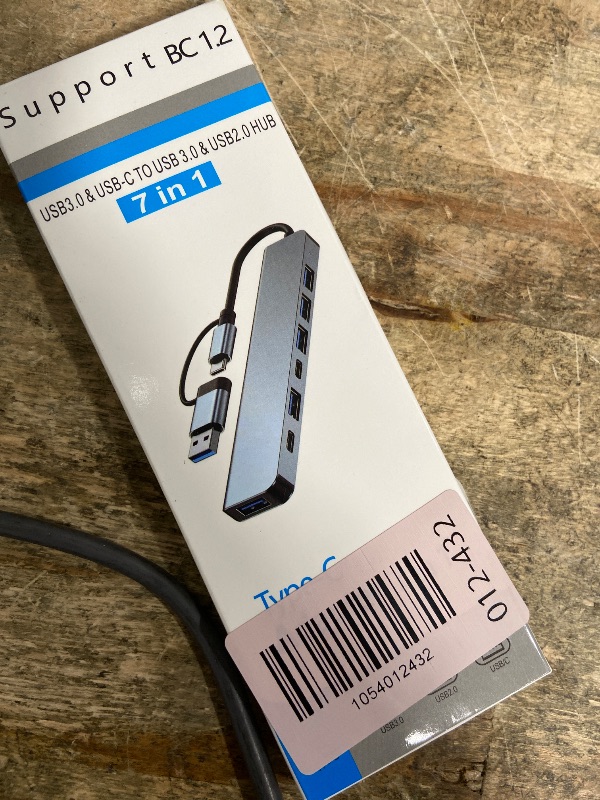 Support BC 1.2
USB3.0 & USB-C TO USB 3.0 & USB2.0 HUB
7 in 1
012-432
1054012432
USB3.0
USB2.0
USB/C